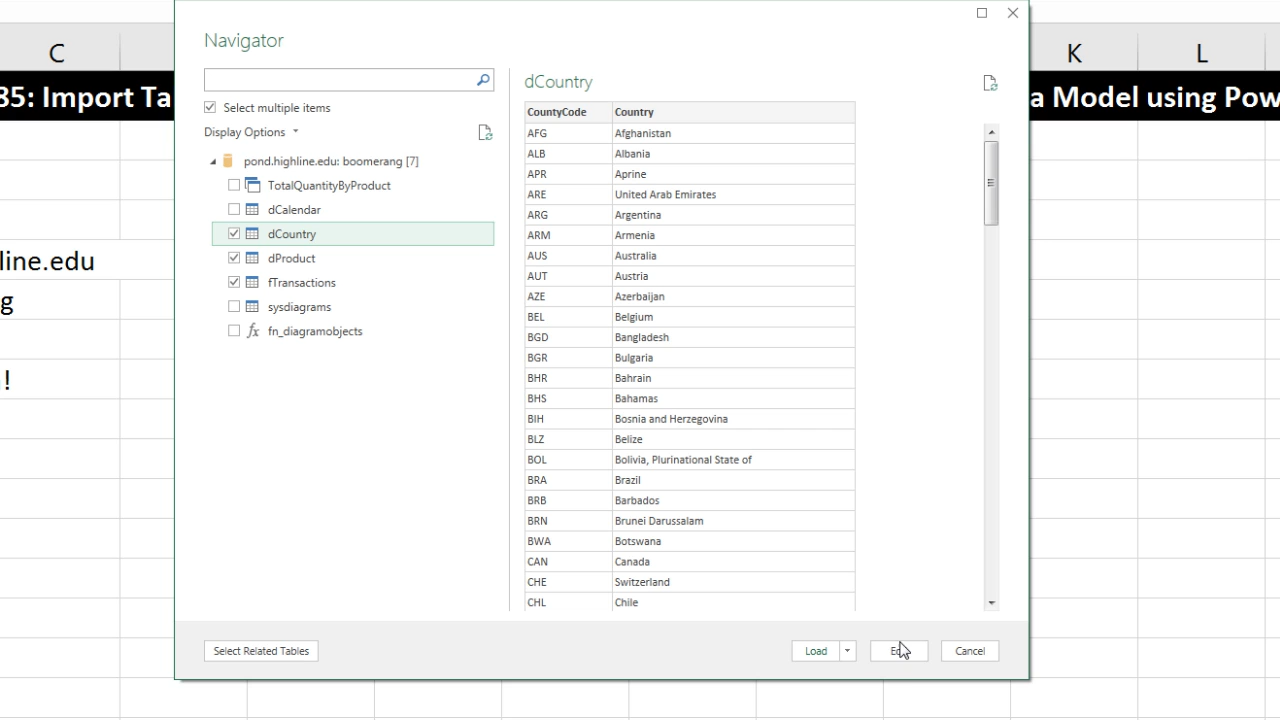 C
K
L
85: Import Ta
a Model using Pow
line.edu
g
!
Navigator
Select multiple items
Display Options
pond.highline.edu: boomerang [7]
TotalQuantityByProduct
dCalendar
dCountry
dProduct
fTransactions
sysdiagrams
fx fn_diagramobjects
dCountry
CountyCode Country
AFG Afghanistan
ALB Albania
APR Aprine
ARE United Arab Emirates
ARG Argentina
ARM Armenia
AUS Australia
AUT Austria
AZE Azerbaijan
BEL Belgium
BGD Bangladesh
BGR Bulgaria
BHR Bahrain
BHS Bahamas
BIH Bosnia and Herzegovina
BLZ Belize
BOL Bolivia, Plurinational State of
BRA Brazil
BRB Barbados
BRN Brunei Darussalam
BWA Botswana
CAN Canada
CHE Switzerland
CHL Chile
Select Related Tables
Load
Cancel